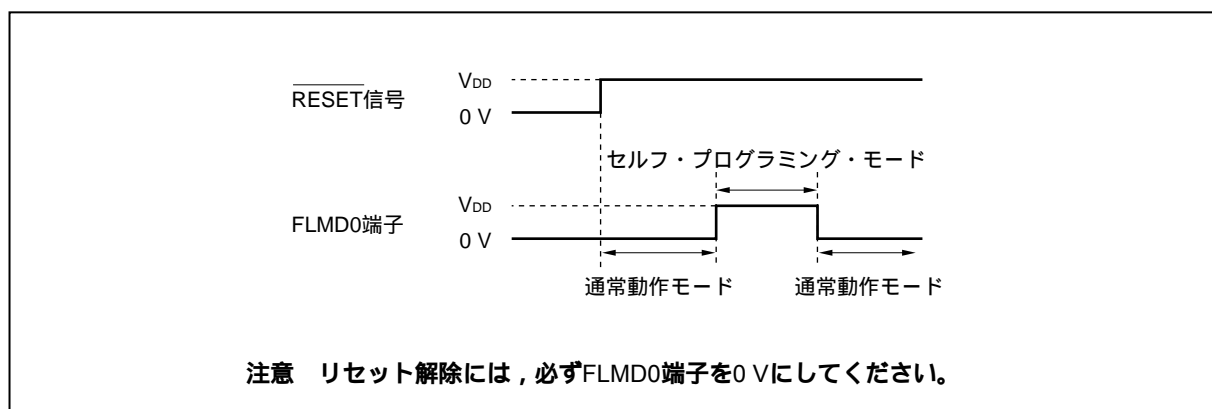 VDD
RESET信号
0 V
セルフ・プログラミング・モード
VDD
FLMD0端子
0 V
通常動作モード 通常動作モード
注意 リセット解除には，必ずFLMD0端子を0 Vにしてください。